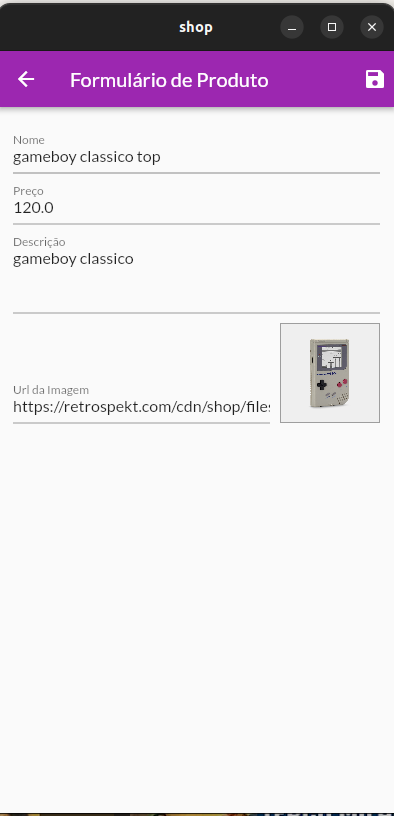 shop
Formulário de Produto
Nome
gameboy classico top
Preço
120.0
Descrição
gameboy classico
Url da Imagem
https://retrospekt.com/cdn/shop/files